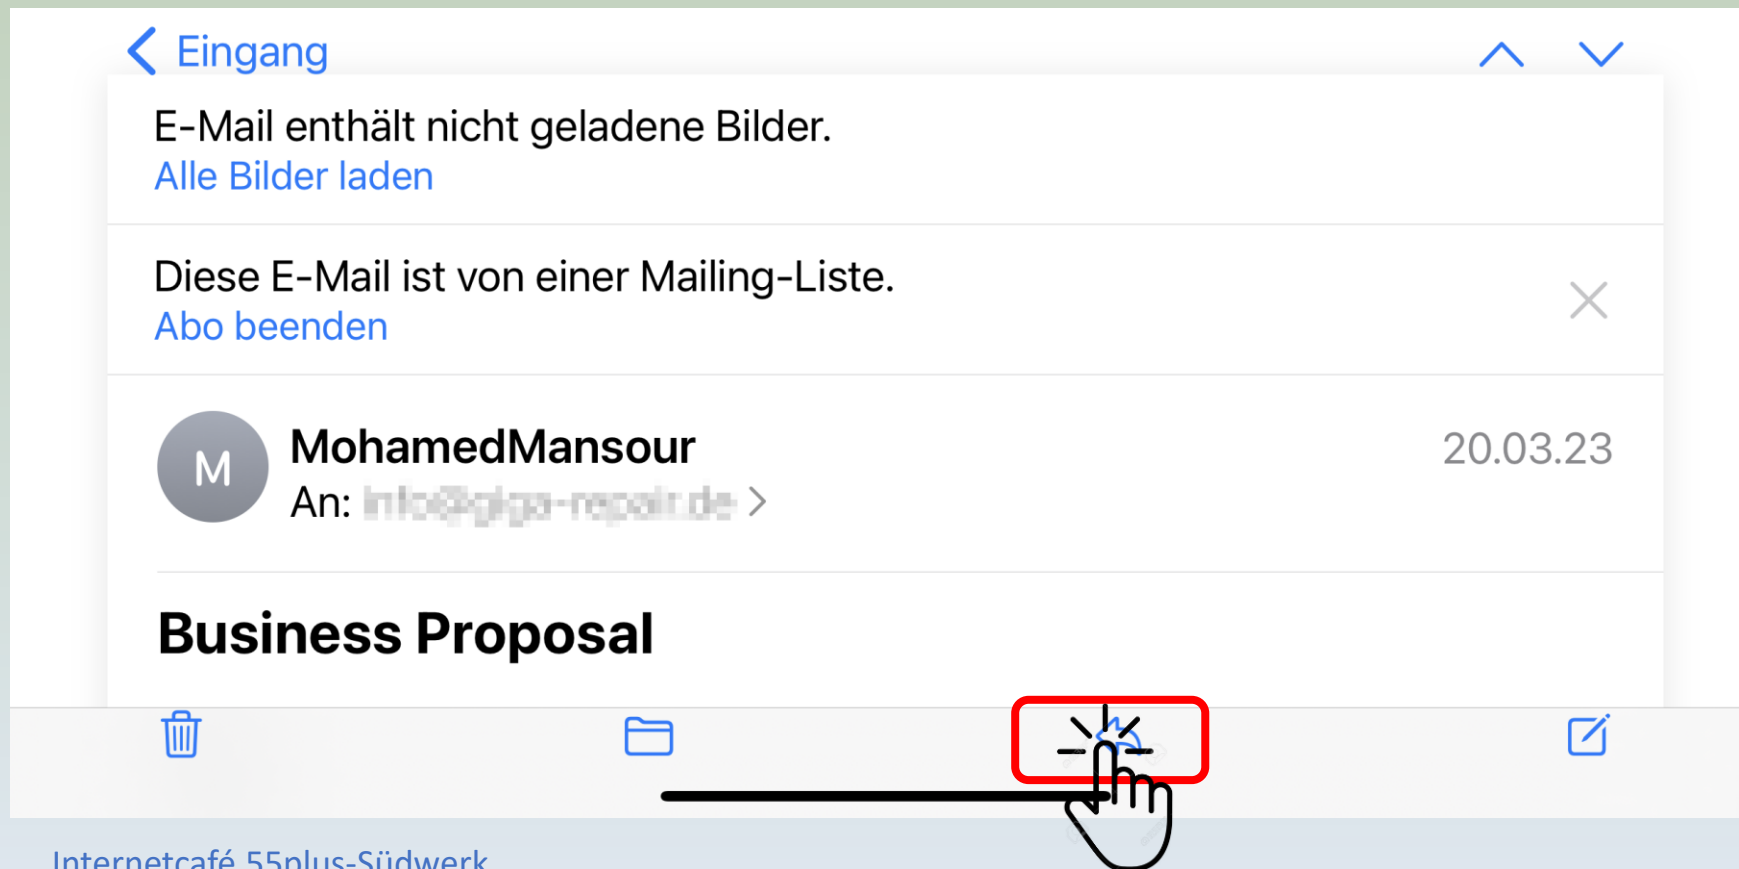 Eingang
E-Mail enthält nicht geladene Bilder.
Alle Bilder laden
Diese E-Mail ist von einer Mailing-Liste.
Abo beenden
M
MohamedMansour
20.03.23
An:
Business Proposal
Internetcafé 55plus-Südwerk